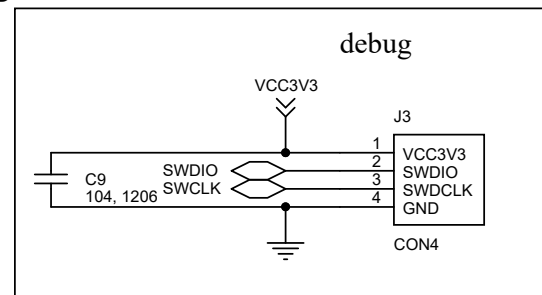 debug
VCC3V3
J3
1
VCC3V3
SWDIO
2
SWDIO
SWCLK
3
SWDCLK
4
GND
C9
104, 1206
CON4